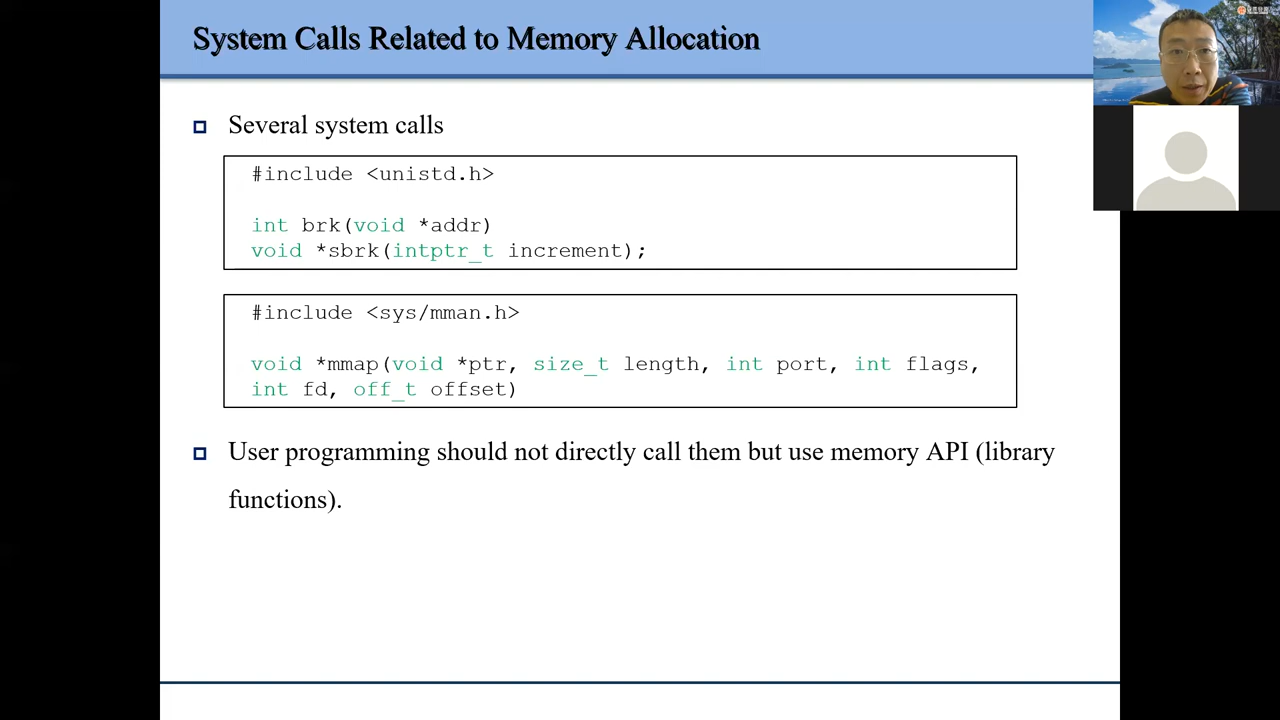 System Calls Related to Memory Allocation
Several system calls
#include <unistd.h>
int brk(void *addr)
void *sbrk(intptr_t increment);
#include <sys/mman.h>
void *mmap(void *ptr, size_t length, int port, int flags,
int fd, off_t offset)
User programming should not directly call them but use memory API (library
functions).